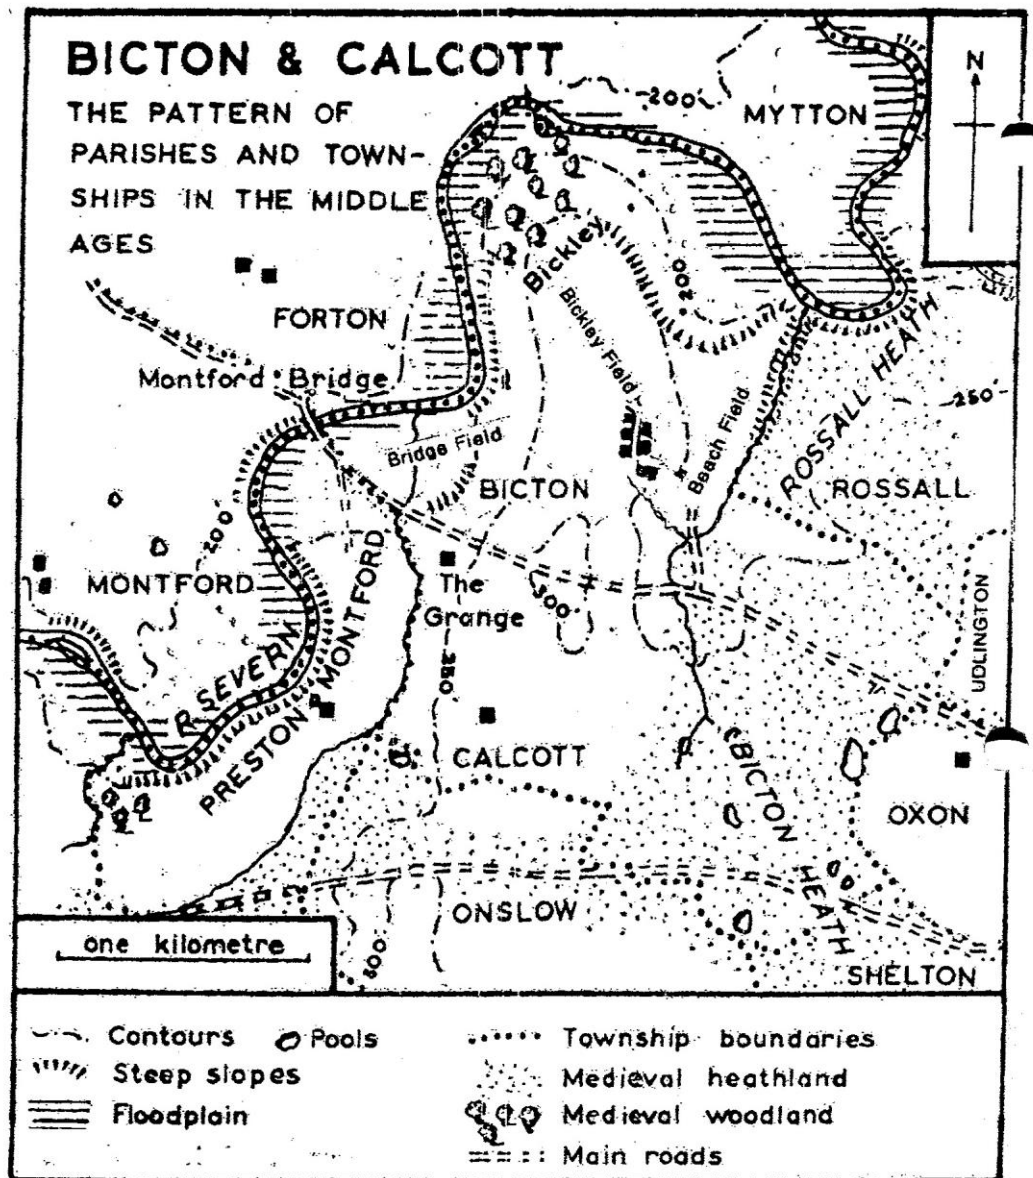 BICTON & CALCOTT
THE PATTERN OF
PARISHES AND TOWN-
SHIPS IN THE MIDDLE
AGES
N
200'
MYTTON
FORTON
Bickley
200
Bickley Field
Montford Bridge
Bridge Field
Beach Field
ROSSALL HEATH
250'
BICTON
ROSSALL
200'
MONTFORD
The
Grange
300'
UDLINGTON
R SEVERN
PRESTON MONTFORD
250
CALCOTT
BICTON HEATH
OXON
ONSLOW
300
SHELTON
one kilometre
Contours
Pools
Steep slopes
Floodplain
Township boundaries
Medieval heathland
Medieval woodland
Main roads